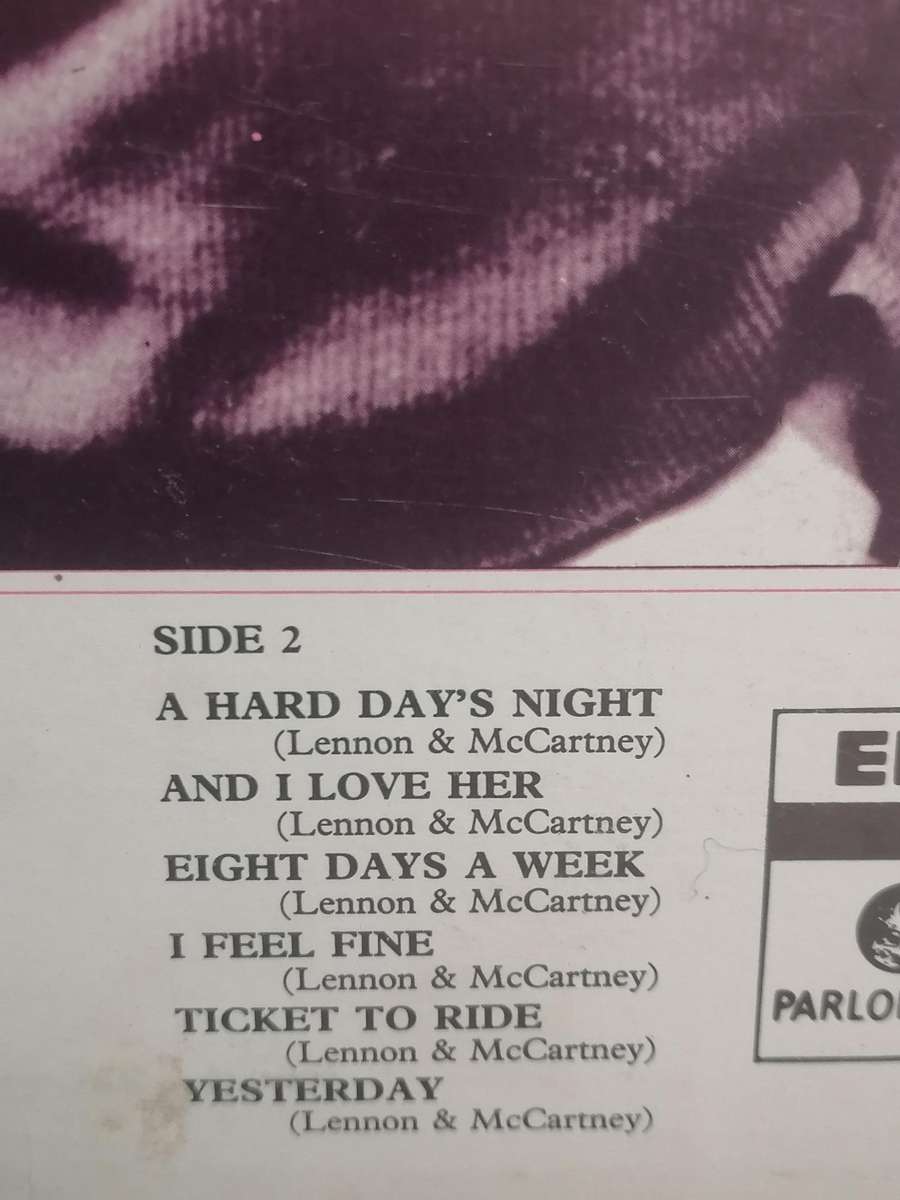 SIDE 2
A HARD DAY'S NIGHT
(Lennon & McCartney)
AND I LOVE HER
(Lennon & McCartney)
EIGHT DAYS A WEEK
(Lennon & McCartney)
I FEEL FINE
(Lennon & McCartney)
TICKET TO RIDE
(Lennon & McCartney)
YESTERDAY
(Lennon & McCartney)